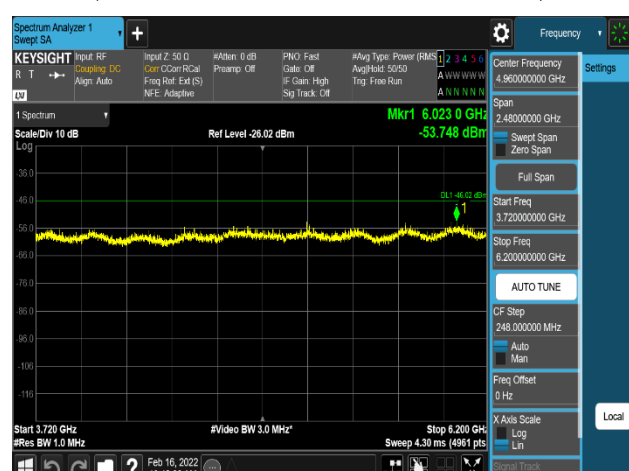 Spectrum Analyzer 1
Swept SA
+
Frequency
KEYSIGHT
R T
LXI
Input: RF
Coupling: DC
Align: Auto
Input Z: 50 Ω
Corr CCorr RCal
Freq Ref: Ext (S)
NFE: Adaptive
#Atten: 0 dB
Preamp: Off
PNO: Fast
Gate: Off
IF Gain: High
Sig Track: Off
#Avg Type: Power (RMS
Avg|Hold: 50/50
Trig: Free Run
1 2 3 4 5 6
A W W W W W
A N N N N N
1 Spectrum
Scale/Div 10 dB
Log
Ref Level -26.02 dBm
Mkr1 6.023 0 GHz
-53.748 dBm
-36.0
-46.0
-56.0
-66.0
-76.0
-86.0
-96.0
-106
-116
DL1 -46.02 dBm
1
Start 3.720 GHz
#Res BW 1.0 MHz
#Video BW 3.0 MHz*
Stop 6.200 GHz
Sweep 4.30 ms (4961 pts
Feb 16, 2022
Center Frequency
4.960000000 GHz
Span
2.48000000 GHz
Swept Span
Zero Span
Full Span
Start Freq
3.720000000 GHz
Stop Freq
6.200000000 GHz
AUTO TUNE
CF Step
248.000000 MHz
Auto
Man
Freq Offset
0 Hz
X Axis Scale
Log
Lin
Signal Track
Settings
Local